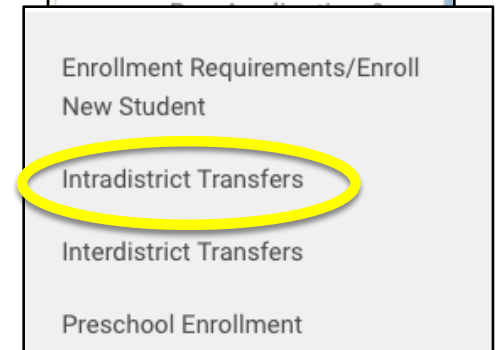 Enrollment Requirements/Enroll
New Student
Intradistrict Transfers
Interdistrict Transfers
Preschool Enrollment